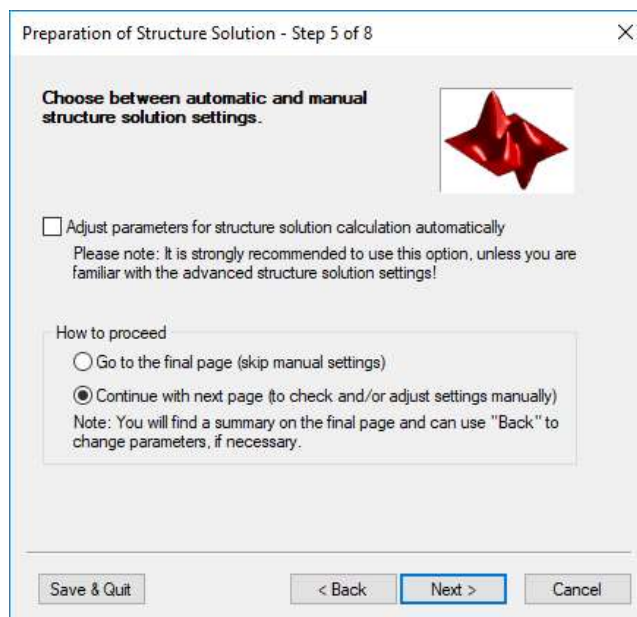 Preparation of Structure Solution - Step 5 of 8
Choose between automatic and manual
structure solution settings.
Adjust parameters for structure solution calculation automatically
Please note: It is strongly recommended to use this option, unless you are
familiar with the advanced structure solution settings!
How to proceed
Go to the final page (skip manual settings)
Continue with next page (to check and/or adjust settings manually)
Note: You will find a summary on the final page and can use "Back" to
change parameters, if necessary.
Save & Quit
< Back
Next >
Cancel